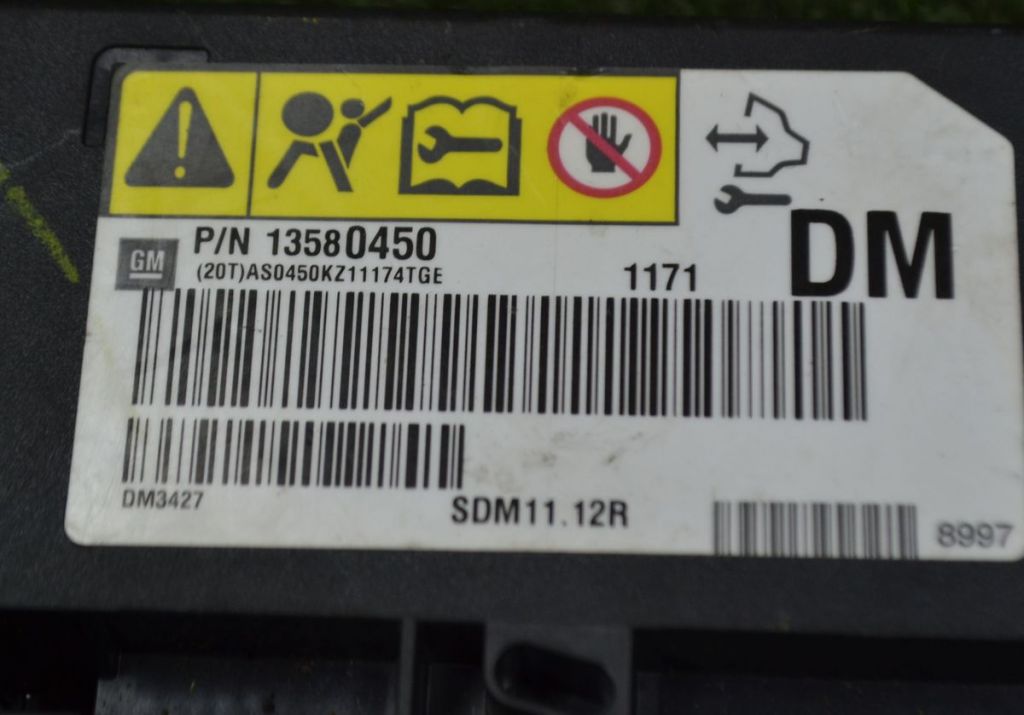 GM
P/N 13580450
(20T)AS0450KZ11174TGE
1171
DM
DM3427
SDM11.12R
8997